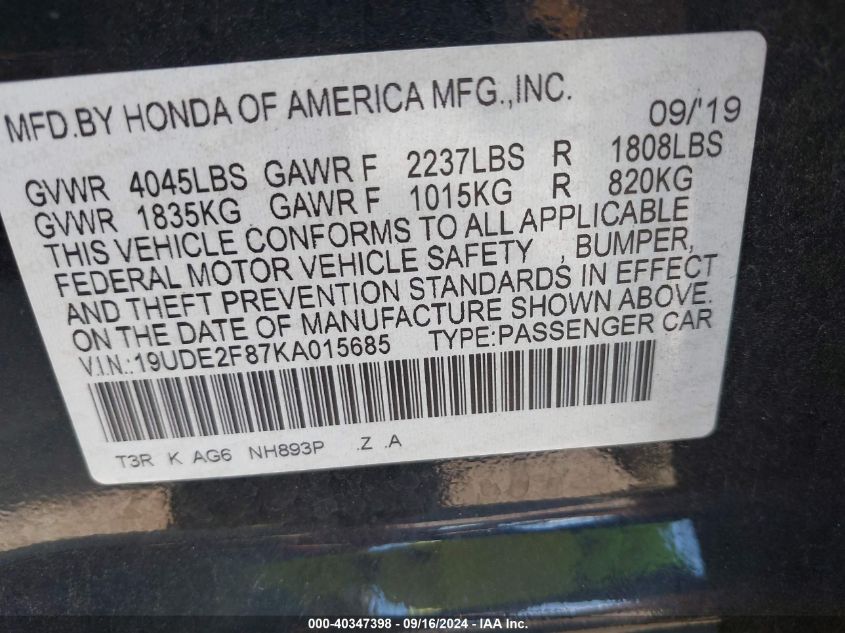 MFD.BY HONDA OF AMERICA MFG.,INC. 09/'19
GVWR 4045LBS GAWR F 2237LBS R 1808LBS
GVWR 1835KG GAWR F 1015KG R 820KG
THIS VEHICLE CONFORMS TO ALL APPLICABLE
FEDERAL MOTOR VEHICLE SAFETY , BUMPER,
AND THEFT PREVENTION STANDARDS IN EFFECT
ON THE DATE OF MANUFACTURE SHOWN ABOVE.
V.I.N.:19UDE2F87KA015685 TYPE:PASSENGER CAR
T3R K AG6 NH893P .Z .A
000-40347398 - 09/16/2024 - IAA Inc.